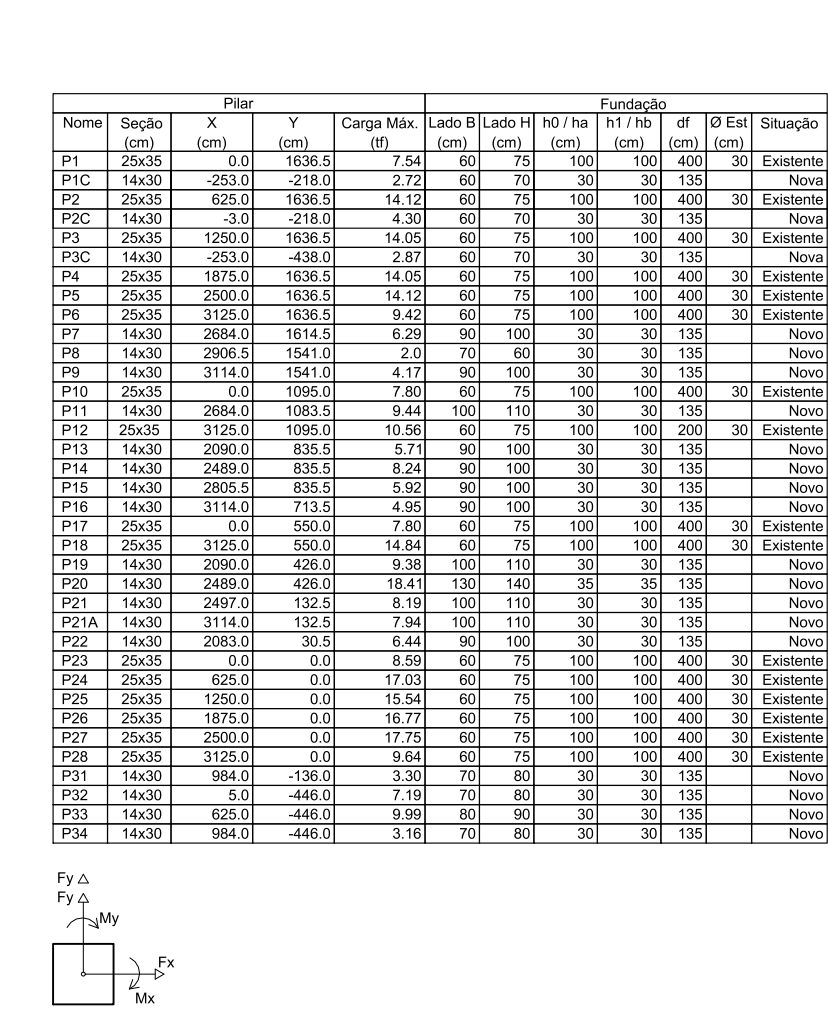 Pilar Fundação
Nome Seção X Y Carga Máx. Lado B Lado H h0 / ha h1 / hb df Ø Est Situação
(cm) (cm) (cm) (tf) (cm) (cm) (cm) (cm) (cm) (cm)
P1 25x35 0.0 1636.5 7.54 60 75 100 100 400 30 Existente
P1C 14x30 -253.0 -218.0 2.72 60 70 30 30 135 Nova
P2 25x35 625.0 1636.5 14.12 60 75 100 100 400 30 Existente
P2C 14x30 -3.0 -218.0 4.30 60 70 30 30 135 Nova
P3 25x35 1250.0 1636.5 14.05 60 75 100 100 400 30 Existente
P3C 14x30 -253.0 -438.0 2.87 60 70 30 30 135 Nova
P4 25x35 1875.0 1636.5 14.05 60 75 100 100 400 30 Existente
P5 25x35 2500.0 1636.5 14.12 60 75 100 100 400 30 Existente
P6 25x35 3125.0 1636.5 9.42 60 75 100 100 400 30 Existente
P7 14x30 2684.0 1614.5 6.29 90 100 30 30 135 Novo
P8 14x30 2906.5 1541.0 2.0 70 60 30 30 135 Novo
P9 14x30 3114.0 1541.0 4.17 90 100 30 30 135 Novo
P10 25x35 0.0 1095.0 7.80 60 75 100 100 400 30 Existente
P11 14x30 2684.0 1083.5 9.44 100 110 30 30 135 Novo
P12 25x35 3125.0 1095.0 10.56 60 75 100 100 200 30 Existente
P13 14x30 2090.0 835.5 5.71 90 100 30 30 135 Novo
P14 14x30 2489.0 835.5 8.24 90 100 30 30 135 Novo
P15 14x30 2805.5 835.5 5.92 90 100 30 30 135 Novo
P16 14x30 3114.0 713.5 4.95 90 100 30 30 135 Novo
P17 25x35 0.0 550.0 7.80 60 75 100 100 400 30 Existente
P18 25x35 3125.0 550.0 14.84 60 75 100 100 400 30 Existente
P19 14x30 2090.0 426.0 9.38 100 110 30 30 135 Novo
P20 14x30 2489.0 426.0 18.41 130 140 35 35 135 Novo
P21 14x30 2497.0 132.5 8.19 100 110 30 30 135 Novo
P21A 14x30 3114.0 132.5 7.94 100 110 30 30 135 Novo
P22 14x30 2083.0 30.5 6.44 90 100 30 30 135 Novo
P23 25x35 0.0 0.0 8.59 60 75 100 100 400 30 Existente
P24 25x35 625.0 0.0 17.03 60 75 100 100 400 30 Existente
P25 25x35 1250.0 0.0 15.54 60 75 100 100 400 30 Existente
P26 25x35 1875.0 0.0 16.77 60 75 100 100 400 30 Existente
P27 25x35 2500.0 0.0 17.75 60 75 100 100 400 30 Existente
P28 25x35 3125.0 0.0 9.64 60 75 100 100 400 30 Existente
P31 14x30 984.0 -136.0 3.30 70 80 30 30 135 Novo
P32 14x30 5.0 -446.0 7.19 70 80 30 30 135 Novo
P33 14x30 625.0 -446.0 9.99 80 90 30 30 135 Novo
P34 14x30 984.0 -446.0 3.16 70 80 30 30 135 Novo
Fy
Fy
My
Fx
Mx